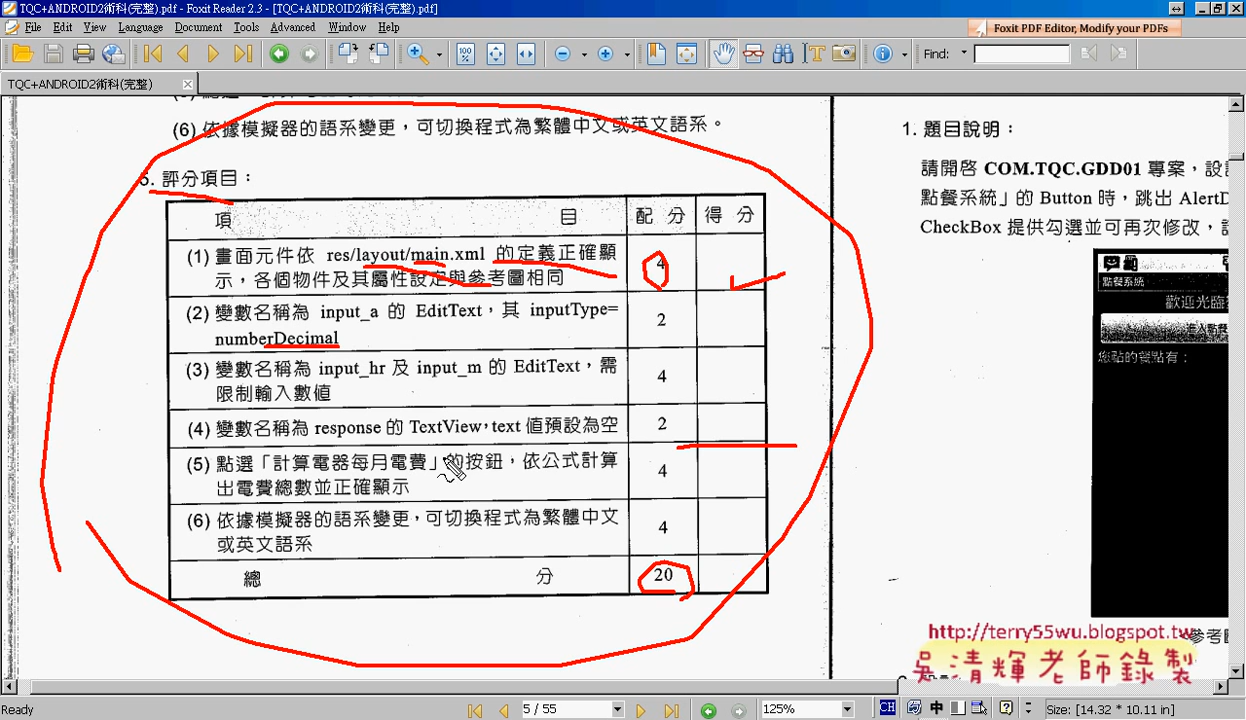 TQC+ANDROID2術科(完整).pdf - Foxit Reader 2.3 - [TQC+ANDROID2術科(完整).pdf]
File Edit View Language Document Tools Advanced Window Help
Foxit PDF Editor, Modify your PDFs
Find:
TQC+ANDROID2術科(完整)
(6) 依據模擬器的語系變更，可切換程式為繁體中文或英文語系。
評分項目：
項 目 配 分 得 分
(1) 畫面元件依 res/layout/main.xml 的定義正確顯
示，各個物件及其屬性設定與參考圖相同
4
(2) 變數名稱為 input_a 的 EditText，其 inputType=
numberDecimal
2
(3) 變數名稱為 input_hr 及 input_m 的 EditText，需
限制輸入數值
4
(4) 變數名稱為 response 的 TextView，text 值預設為空
2
(5) 點選「計算電器每月電費」的按鈕，依公式計算
出電費總數並正確顯示
4
(6) 依據模擬器的語系變更，可切換程式為繁體中文
或英文語系
4
總 分 20
1. 題目說明：
請開啓 COM.TQC.GDD01 專案，設
點餐系統」的 Button 時，跳出 AlertD
CheckBox 提供勾選並可再次修改，
點餐系統
歡迎光臨
進入點餐
您點的餐點有：
http://terry55wu.blogspot.tw
吳清輝老師錄製
Ready
5 / 55
125%
CH
中
Size: [14.32 * 10.11 in]